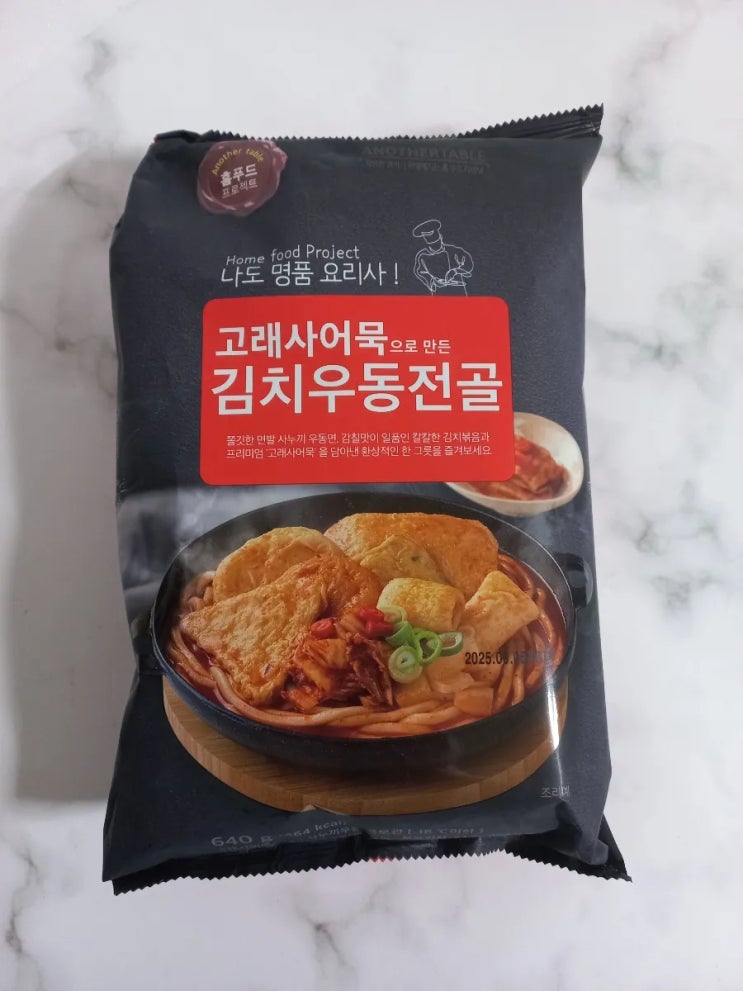 Another table
홈푸드
프로젝트
ANOTHERTABLE
Home food Project
나도 명품 요리사 !
고래사어묵으로 만든
김치우동전골
쫄깃한 면발 사누끼 우동면, 감칠맛이 일품인 칼칼한 김치볶음과
프리미엄 '고래사어묵' 을 담아낸 환상적인 한 그릇을 즐겨보세요
조리예
640 g